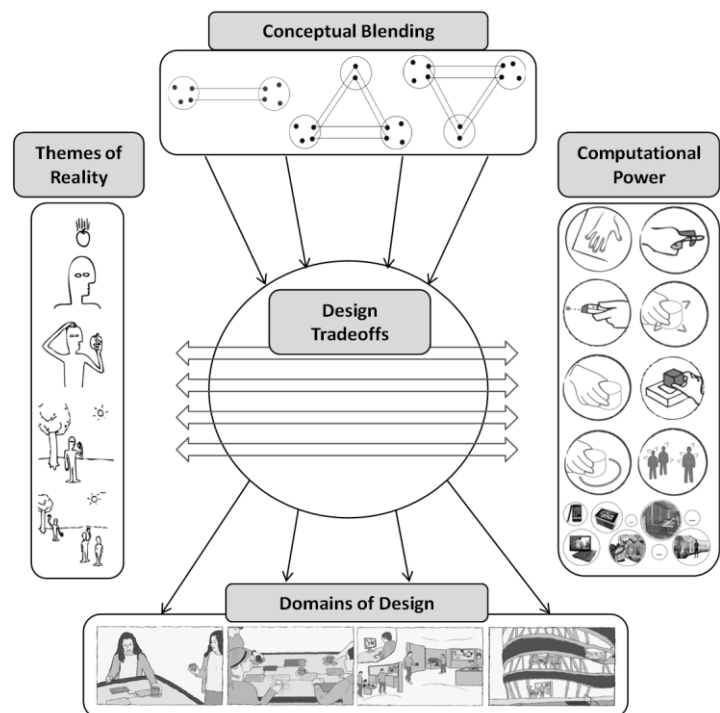 Conceptual Blending
Themes of
Reality
Computational
Power
Design
Tradeoffs
...
...
...
Domains of Design